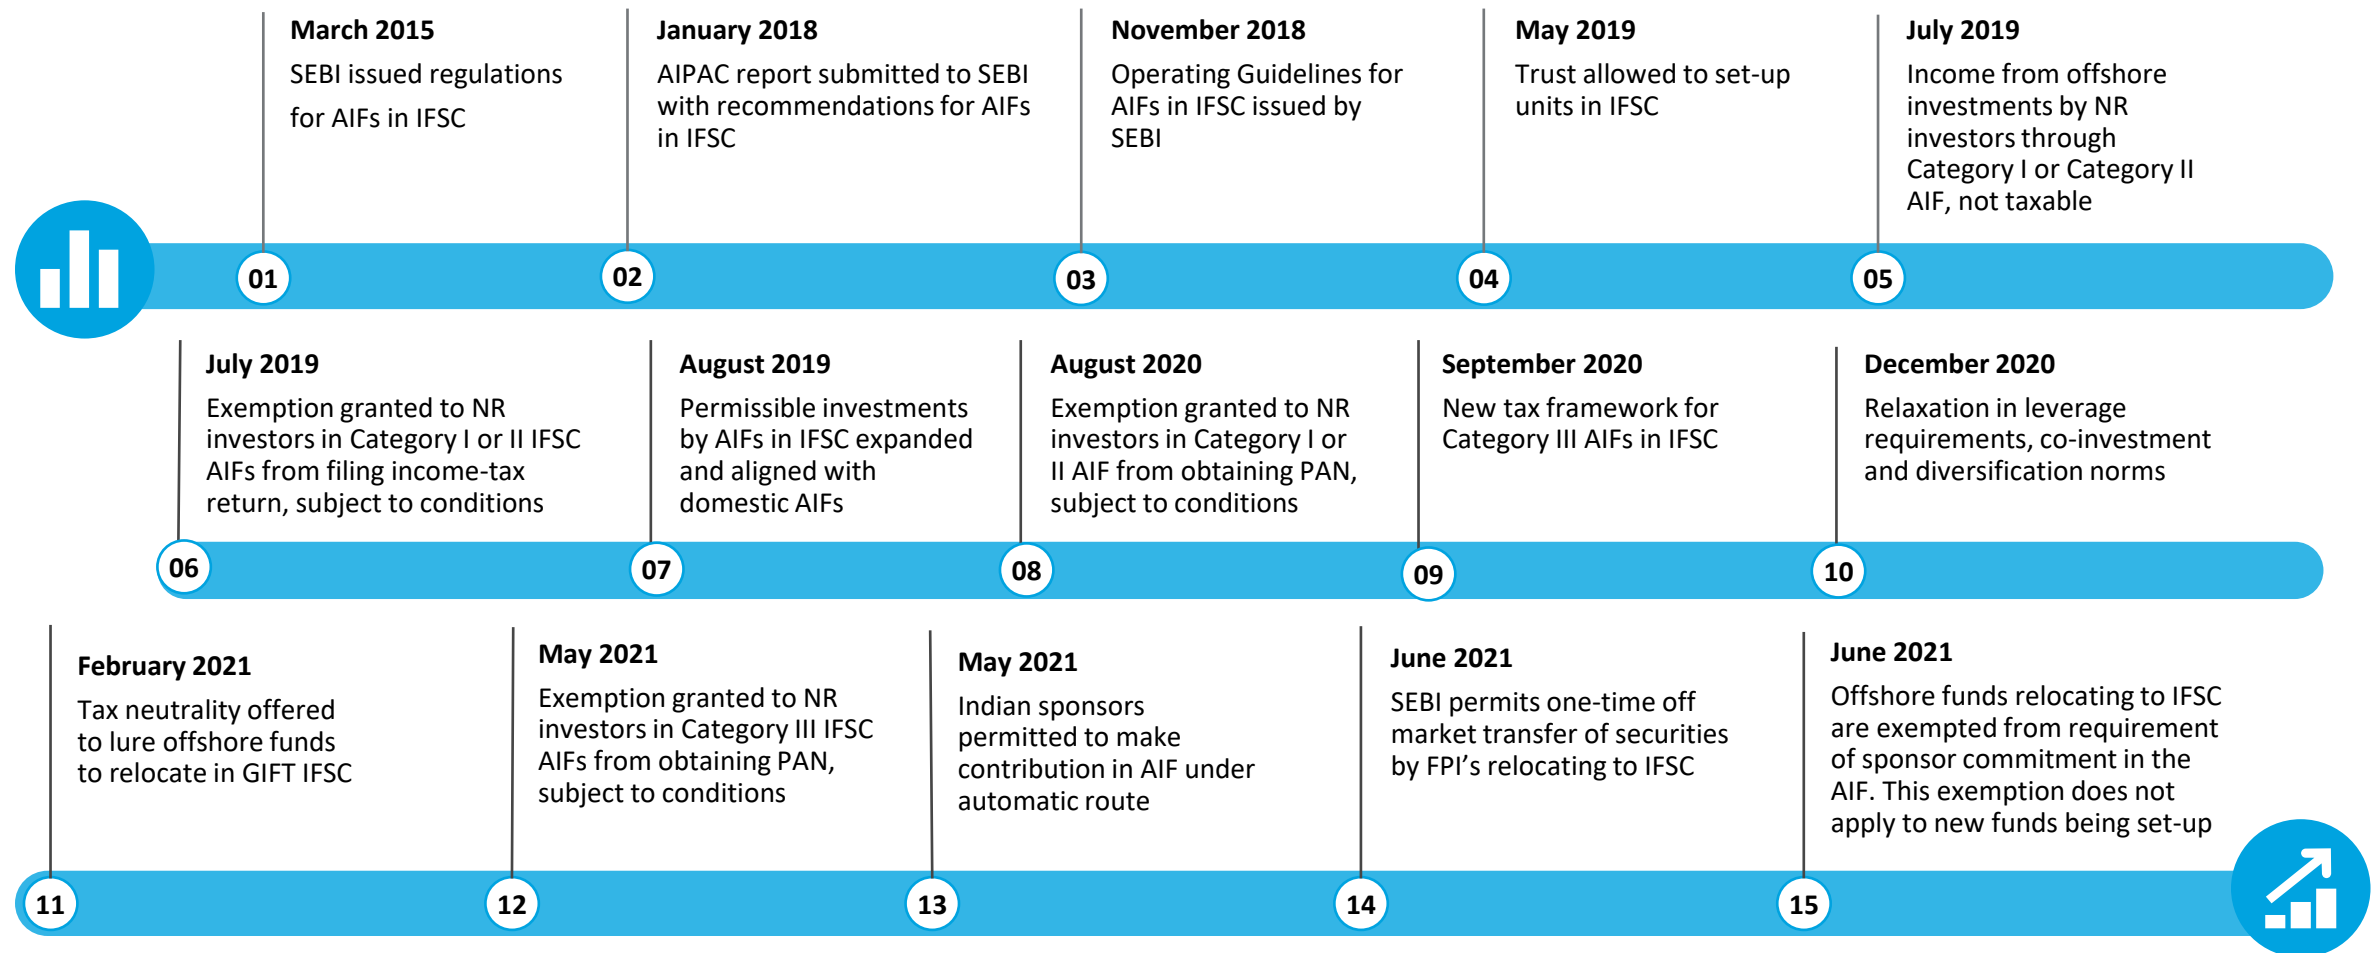 March 2015
SEBI issued regulations
for AIFs in IFSC
01
January 2018
AIPAC report submitted to SEBI
with recommendations for AIFs
in IFSC
02
November 2018
Operating Guidelines for
AIFs in IFSC issued by
SEBI
03
May 2019
Trust allowed to set-up
units in IFSC
04
July 2019
Income from offshore
investments by NR
investors through
Category I or Category II
AIF, not taxable
05
July 2019
Exemption granted to NR
investors in Category I or II IFSC
AIFs from filing income-tax
return, subject to conditions
06
August 2019
Permissible investments
by AIFs in IFSC expanded
and aligned with
domestic AIFs
07
August 2020
Exemption granted to NR
investors in Category I or
II AIF from obtaining PAN,
subject to conditions
08
September 2020
New tax framework for
Category III AIFs in IFSC
09
December 2020
Relaxation in leverage
requirements, co-investment
and diversification norms
10
February 2021
Tax neutrality offered
to lure offshore funds
to relocate in GIFT IFSC
11
May 2021
Exemption granted to NR
investors in Category III IFSC
AIFs from obtaining PAN,
subject to conditions
12
May 2021
Indian sponsors
permitted to make
contribution in AIF under
automatic route
13
June 2021
SEBI permits one-time off
market transfer of securities
by FPI's relocating to IFSC
14
June 2021
Offshore funds relocating to IFSC
are exempted from requirement
of sponsor commitment in the
AIF. This exemption does not
apply to new funds being set-up
15